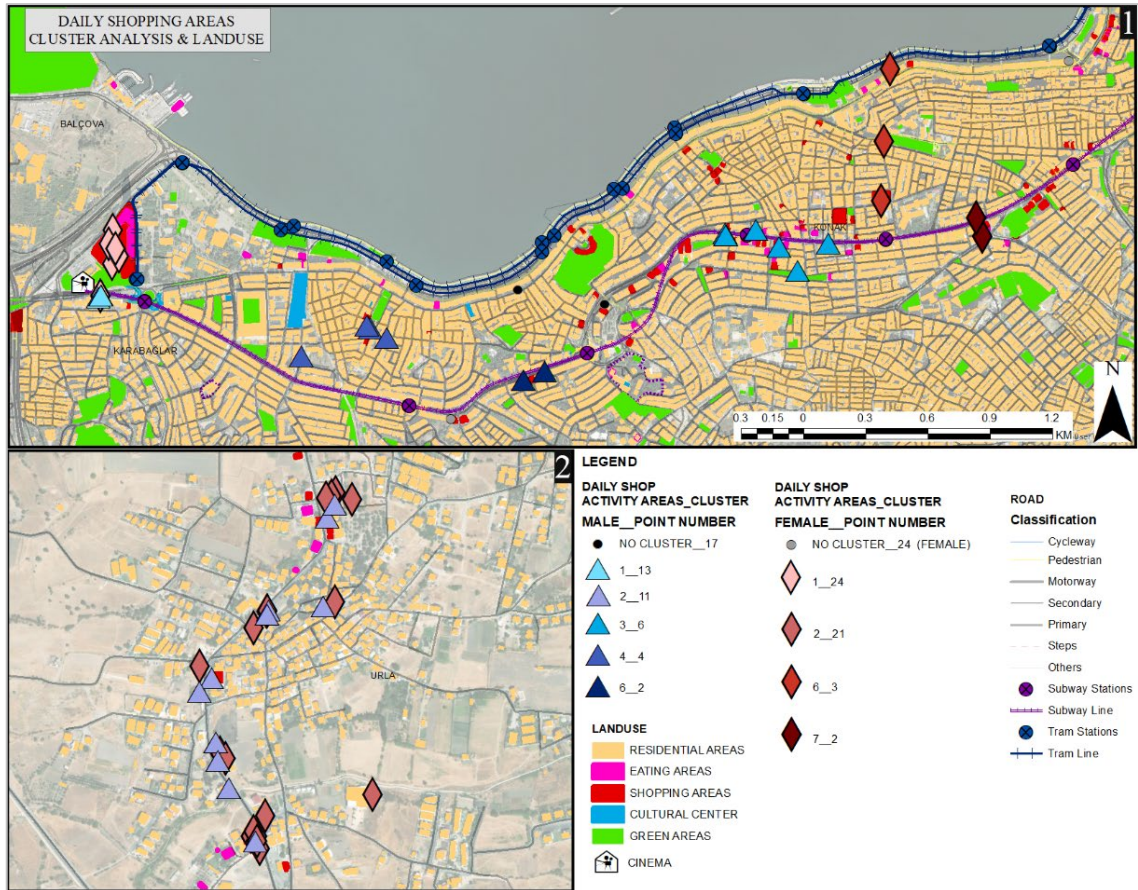 DAILY SHOPPING AREAS
CLUSTER ANALYSIS & LANDUSE
1
BALÇOVA
KONAK
KARABAĞLAR
N
0.3 0.15 0 0.3 0.6 0.9 1.2
KM
2
URLA
LEGEND
DAILY SHOP
ACTIVITY AREAS_CLUSTER
MALE__POINT NUMBER
NO CLUSTER__17
1__13
2__11
3__6
4__4
6__2
DAILY SHOP
ACTIVITY AREAS_CLUSTER
FEMALE__POINT NUMBER
NO CLUSTER__24 (FEMALE)
1__24
2__21
6__3
7__2
ROAD
Classification
Cycleway
Pedestrian
Motorway
Secondary
Primary
Steps
Others
Subway Stations
Subway Line
Tram Stations
Tram Line
LANDUSE
RESIDENTIAL AREAS
EATING AREAS
SHOPPING AREAS
CULTURAL CENTER
GREEN AREAS
CINEMA